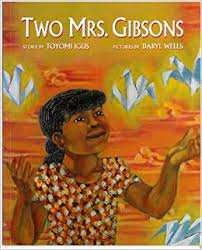 TWO MRS. GIBSONS
STORY BY TOYOMI IGUS PICTURES BY DARYL WELLS